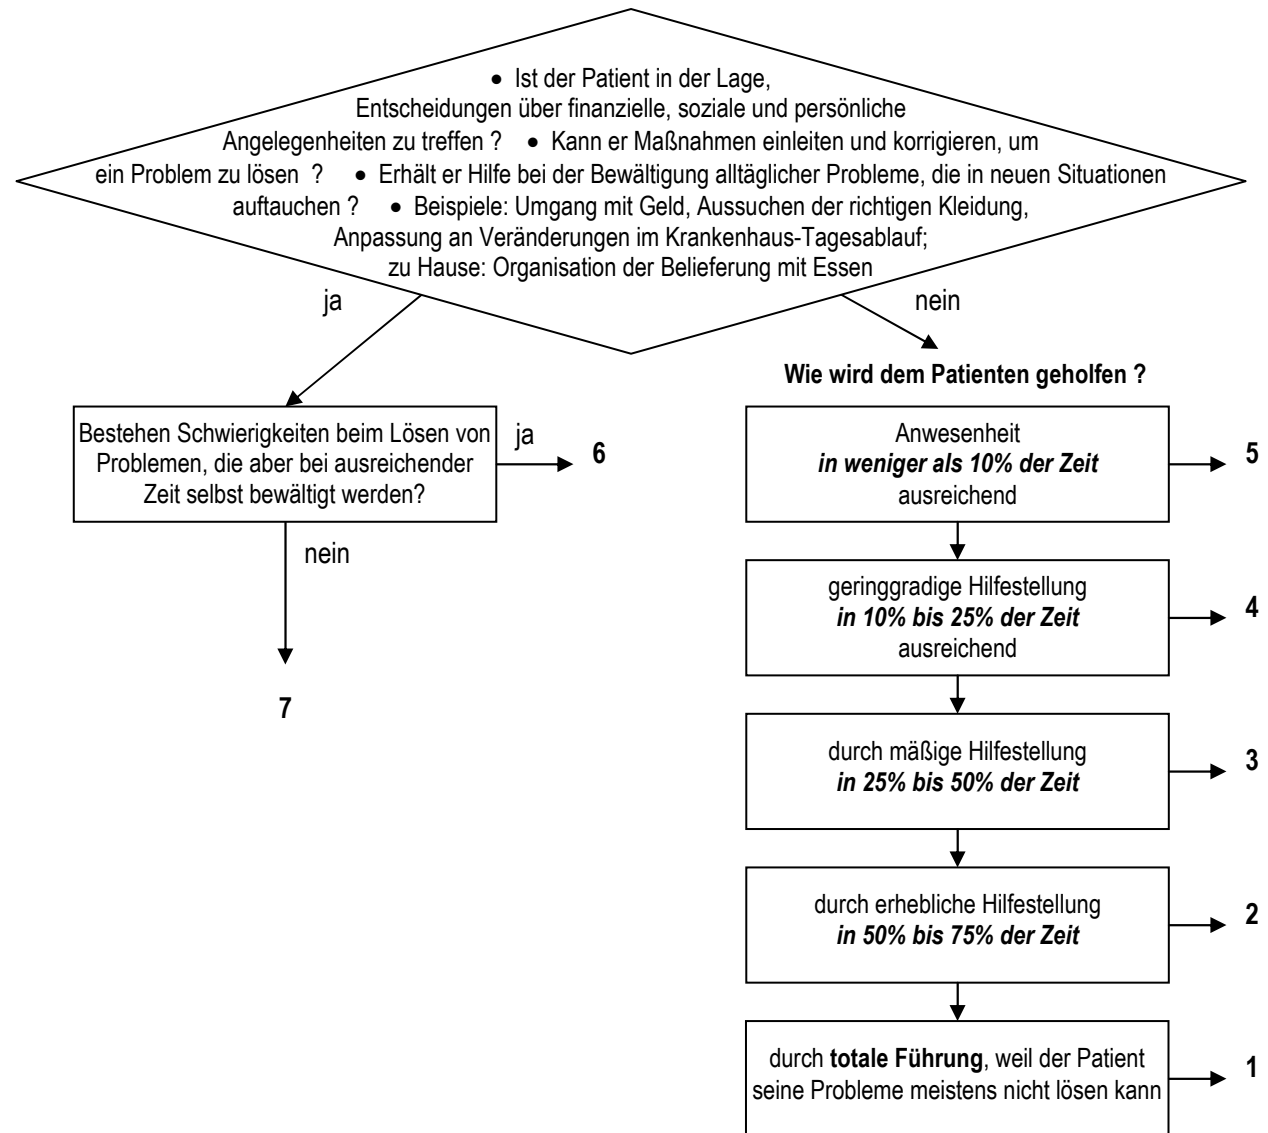 • Ist der Patient in der Lage,
Entscheidungen über finanzielle, soziale und persönliche
Angelegenheiten zu treffen ? • Kann er Maßnahmen einleiten und korrigieren, um
ein Problem zu lösen ? • Erhält er Hilfe bei der Bewältigung alltäglicher Probleme, die in neuen Situationen
auftauchen ? • Beispiele: Umgang mit Geld, Aussuchen der richtigen Kleidung,
Anpassung an Veränderungen im Krankenhaus-Tagesablauf;
zu Hause: Organisation der Belieferung mit Essen
ja
nein
Bestehen Schwierigkeiten beim Lösen von
Problemen, die aber bei ausreichender
Zeit selbst bewältigt werden?
ja
6
nein
7
Wie wird dem Patienten geholfen ?
Anwesenheit
in weniger als 10% der Zeit
ausreichend
5
geringgradige Hilfestellung
in 10% bis 25% der Zeit
ausreichend
4
durch mäßige Hilfestellung
in 25% bis 50% der Zeit
3
durch erhebliche Hilfestellung
in 50% bis 75% der Zeit
2
durch totale Führung, weil der Patient
seine Probleme meistens nicht lösen kann
1